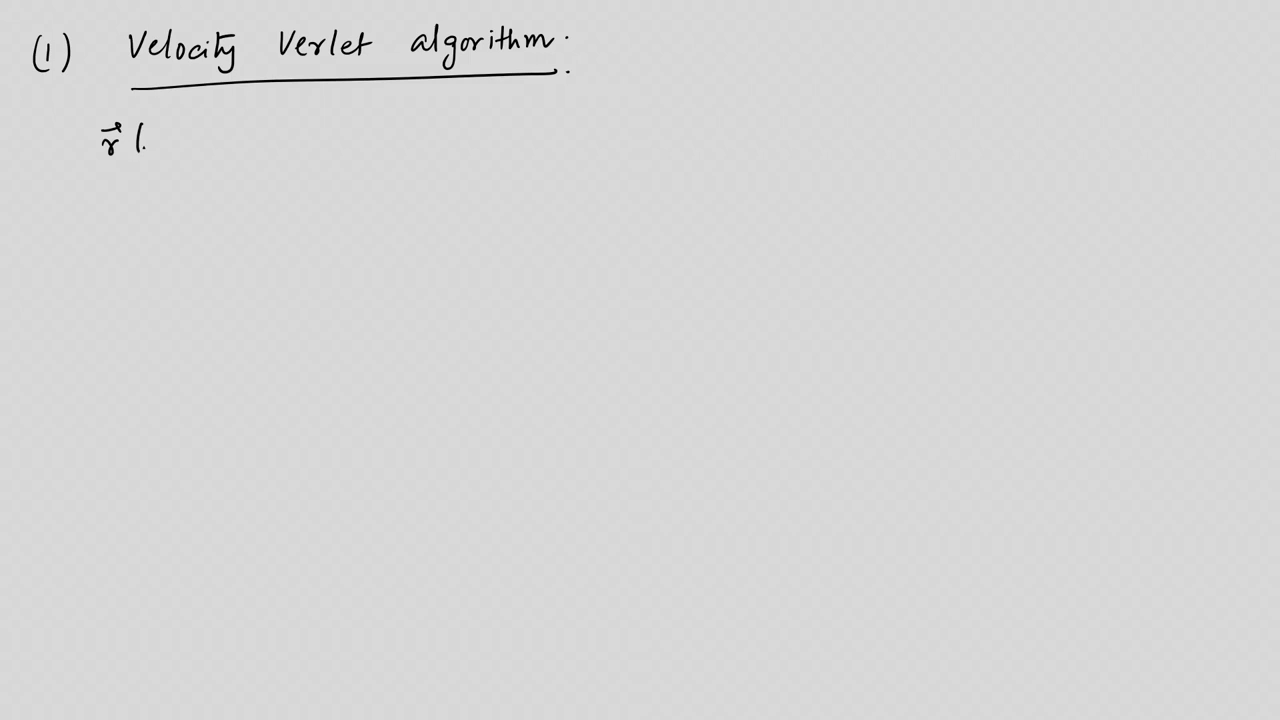 (1) Velocity Verlet algorithm.
r⃗ (